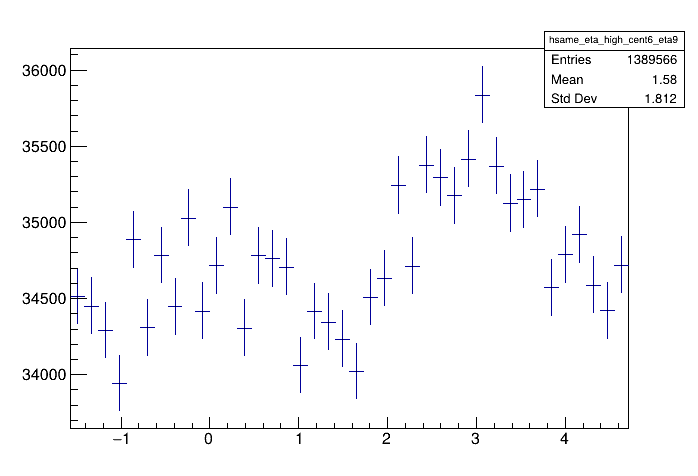 hsame_eta_high_cent6_eta9
Entries 1389566
Mean 1.58
Std Dev 1.812
36000
35500
35000
34500
34000
−1 0 1 2 3 4